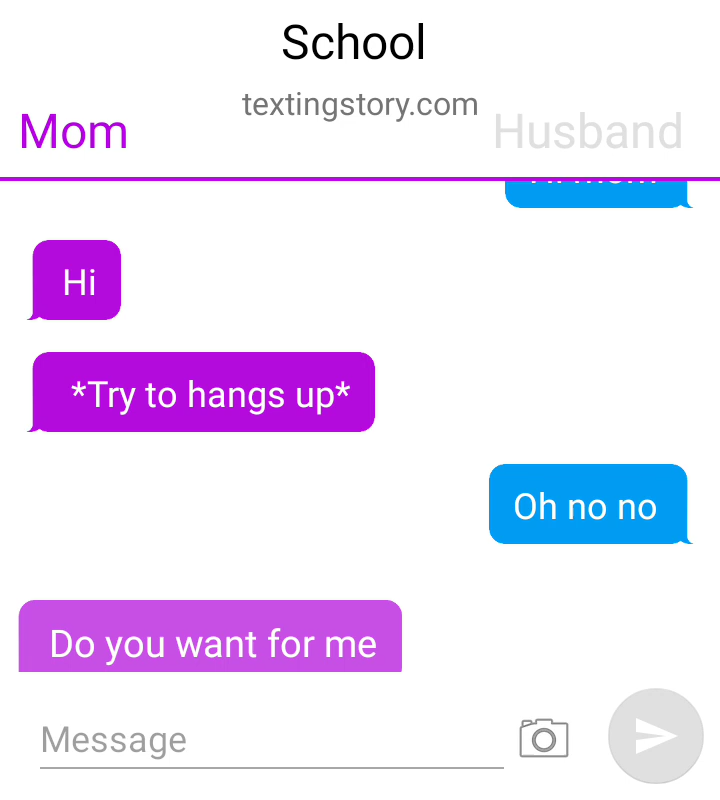 School
textingstory.com
Mom
Husband
Hi
*Try to hangs up*
Oh no no
Do you want for me
Message